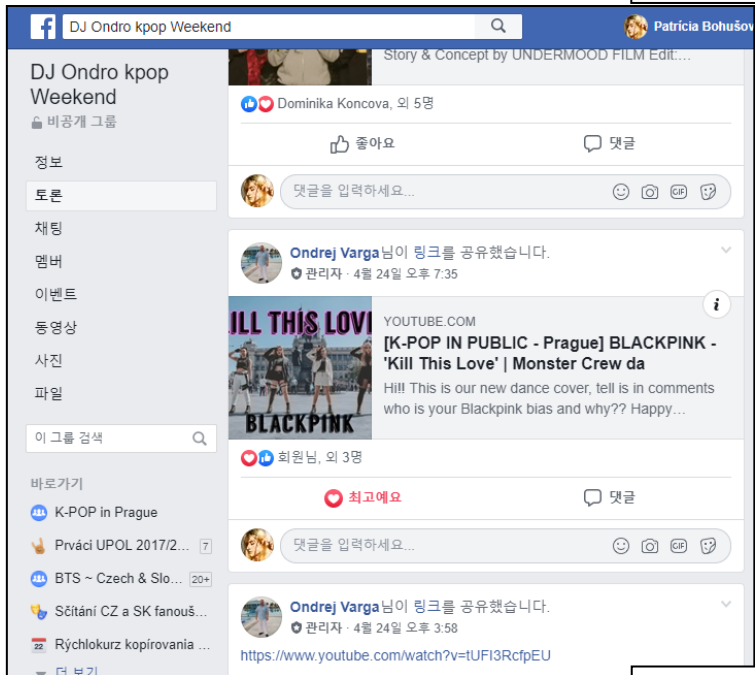 DJ Ondro kpop Weekend
Patrícia Bohušov
DJ Ondro kpop
Weekend
비공개 그룹
정보
토론
채팅
멤버
이벤트
동영상
사진
파일
이 그룹 검색
바로가기
K-POP in Prague
Prváci UPOL 2017/2... 7
BTS ~ Czech & Slo... 20+
Sčítání CZ a SK fanouš...
Rýchlokurz kopírovania ...
더 보기
Story & Concept by UNDERMOOD FILM Edit:...
Dominika Koncova, 외 5명
좋아요 댓글
댓글을 입력하세요... GIF
Ondrej Varga님이 링크를 공유했습니다.
관리자 · 4월 24일 오후 7:35
ILL THIS LOVE
BLACKPINK
YOUTUBE.COM
[K-POP IN PUBLIC - Prague] BLACKPINK -
'Kill This Love' | Monster Crew da
Hi!! This is our new dance cover, tell is in comments
who is your Blackpink bias and why?? Happy...
회원님, 외 3명
최고예요 댓글
댓글을 입력하세요... GIF
Ondrej Varga님이 링크를 공유했습니다.
관리자 · 4월 24일 오후 3:58
https://www.youtube.com/watch?v=tUFI3RcfpEU